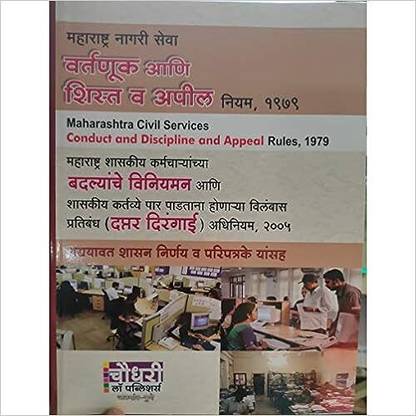 महाराष्ट्र नागरी सेवा
वर्तणूक आणि
शिस्त व अपील नियम, १९७९
Maharashtra Civil Services
Conduct and Discipline and Appeal Rules, 1979
महाराष्ट्र शासकीय कर्मचाऱ्यांच्या
बदल्यांचे विनियमन आणि
शासकीय कर्तव्ये पार पाडताना होणाऱ्या विलंबास
प्रतिबंध (दप्तर दिरंगाई) अधिनियम, २००५
अद्ययावत शासन निर्णय व परिपत्रके यांसह
चौधरी
लॉ पब्लिशर्स